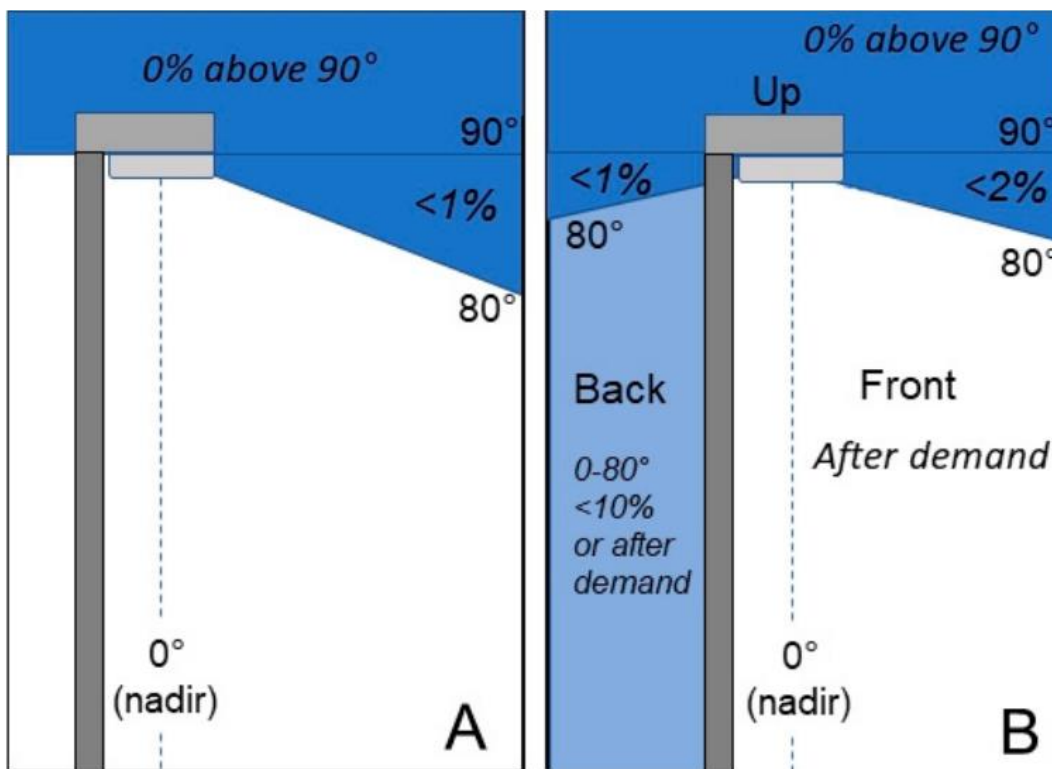 0% above 90°
90°
<1%
80°
0°
(nadir)
A
0% above 90°
Up
90°
<1%
<2%
80°
80°
Back
Front
0-80°
<10%
or after
demand
After demand
0°
(nadir)
B